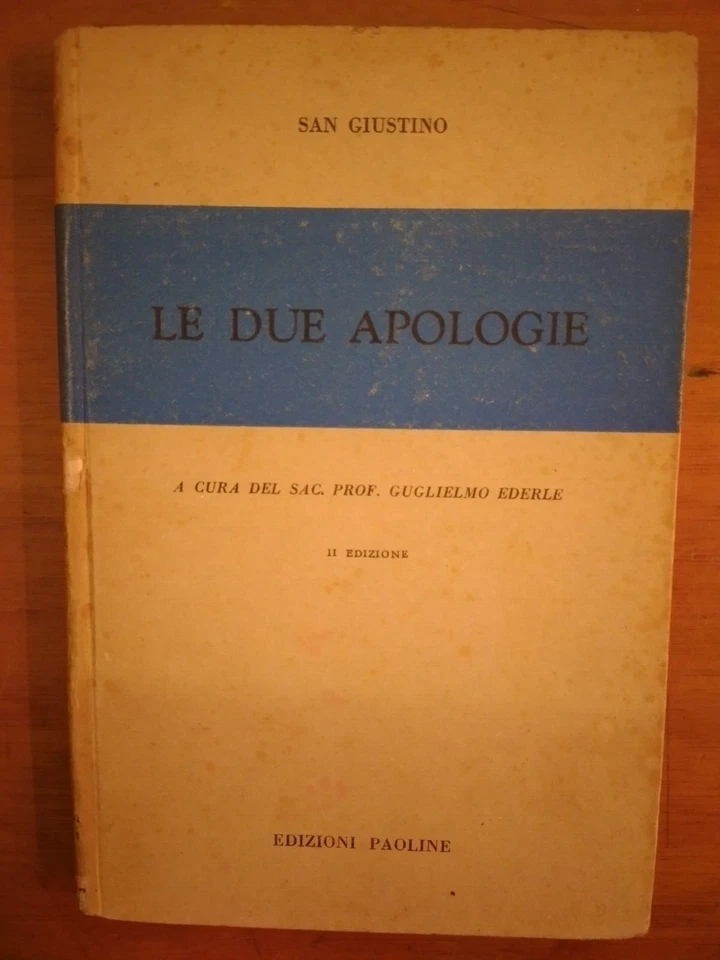 SAN GIUSTINO
LE DUE APOLOGIE
A CURA DEL SAC. PROF. GUGLIELMO EDERLE
II EDIZIONE
EDIZIONI PAOLINE